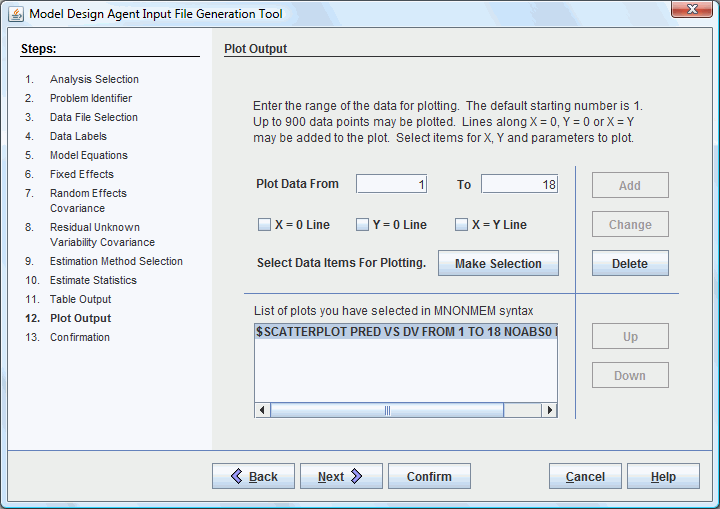 Model Design Agent Input File Generation Tool
Steps:
1. Analysis Selection
2. Problem Identifier
3. Data File Selection
4. Data Labels
5. Model Equations
6. Fixed Effects
7. Random Effects
Covariance
8. Residual Unknown
Variability Covariance
9. Estimation Method Selection
10. Estimate Statistics
11. Table Output
12. Plot Output
13. Confirmation
Plot Output
Enter the range of the data for plotting. The default starting number is 1.
Up to 900 data points may be plotted. Lines along X = 0, Y = 0 or X = Y
may be added to the plot. Select items for X, Y and parameters to plot.
Plot Data From 1 To 18
X = 0 Line Y = 0 Line X = Y Line
Select Data Items For Plotting. Make Selection
Add
Change
Delete
List of plots you have selected in MNONMEM syntax
$SCATTERPLOT PRED VS DV FROM 1 TO 18 NOABS0
Up
Down
Back Next Confirm Cancel Help